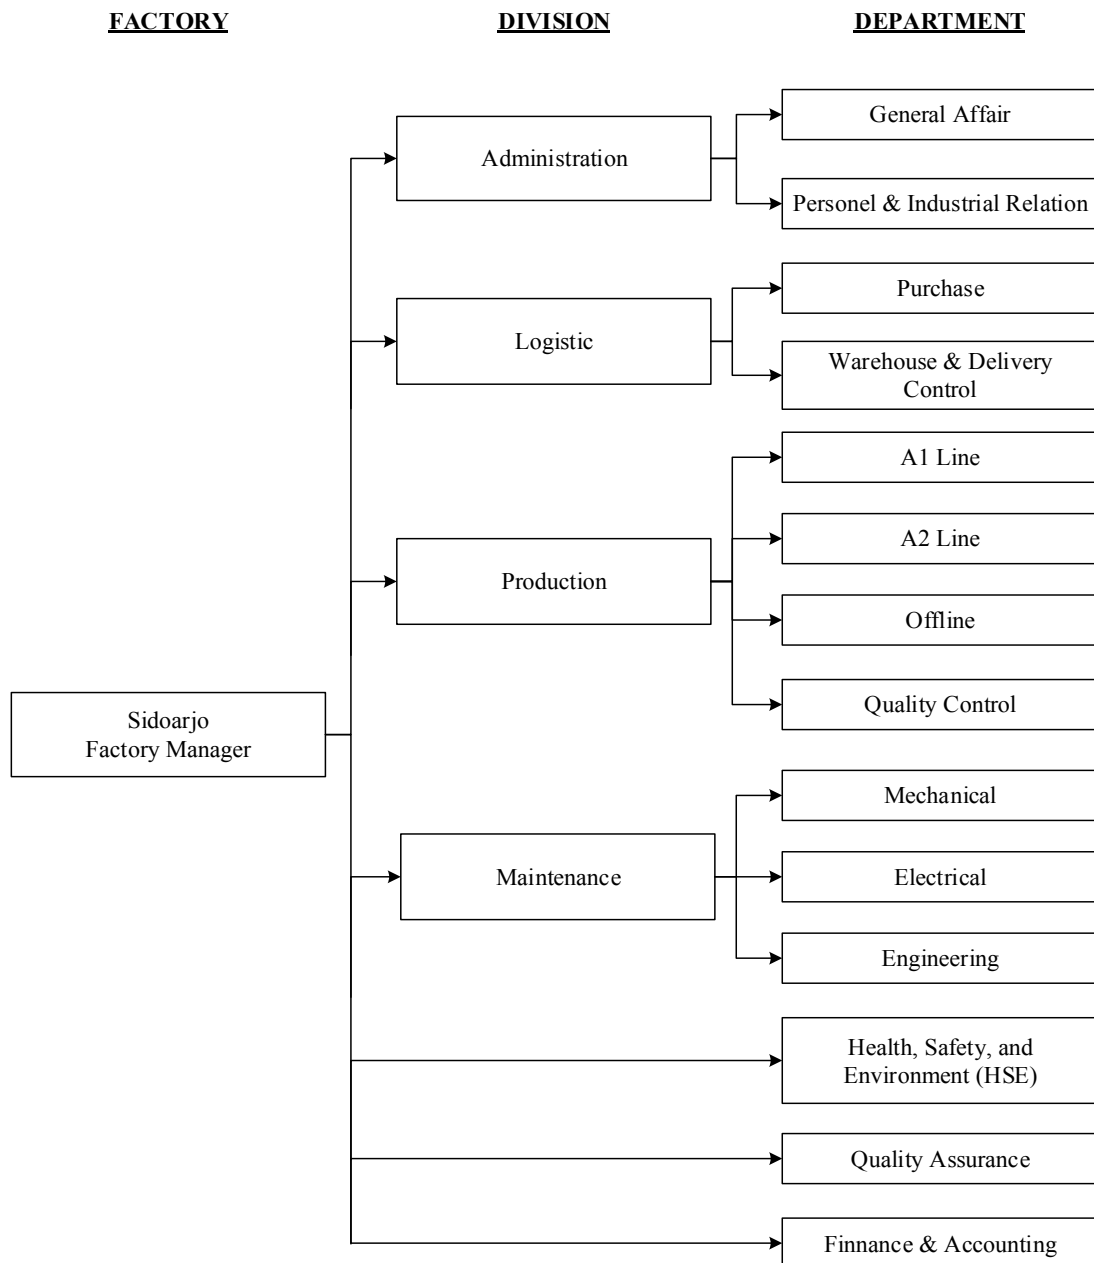 FACTORY
DIVISION
DEPARTMENT
General Affair
Administration
Personel & Industrial Relation
Purchase
Logistic
Warehouse & Delivery
Control
A1 Line
A2 Line
Production
Offline
Quality Control
Sidoarjo
Factory Manager
Mechanical
Maintenance
Electrical
Engineering
Health, Safety, and
Environment (HSE)
Quality Assurance
Finnance & Accounting